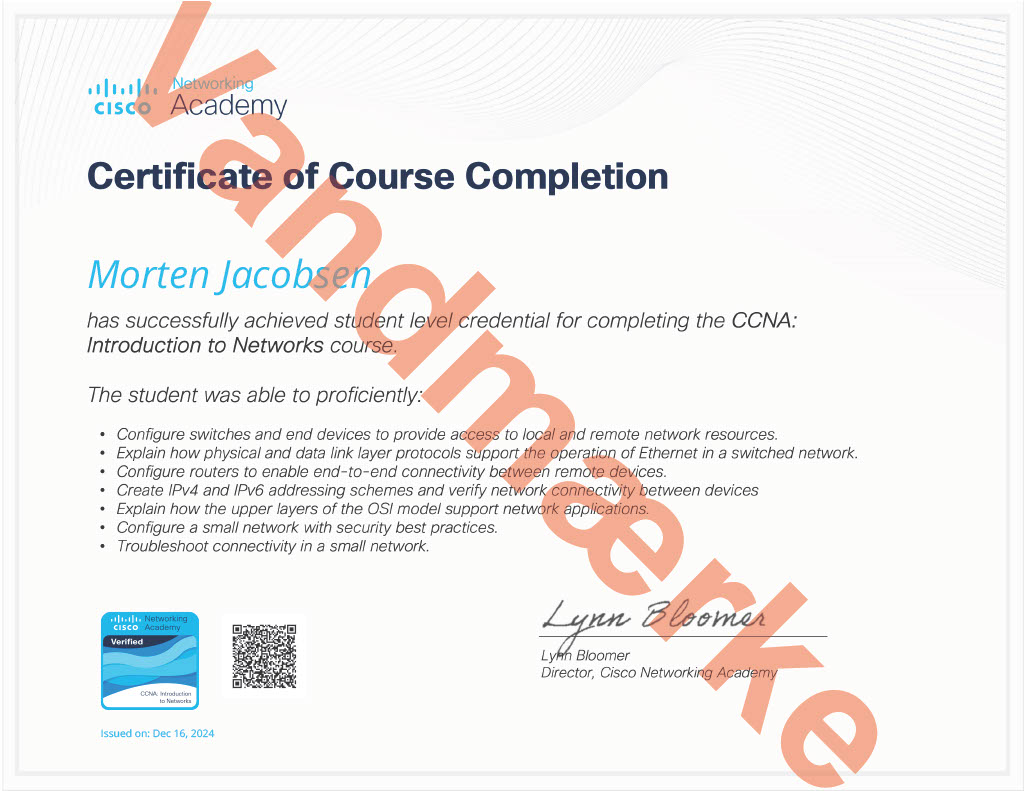 Vandmærke
CISCO
Networking
Academy
Certificate of Course Completion
Morten Jacobsen
has successfully achieved student level credential for completing the CCNA:
Introduction to Networks course.
The student was able to proficiently:
• Configure switches and end devices to provide access to local and remote network resources.
• Explain how physical and data link layer protocols support the operation of Ethernet in a switched network.
• Configure routers to enable end-to-end connectivity between remote devices.
• Create IPv4 and IPv6 addressing schemes and verify network connectivity between devices
• Explain how the upper layers of the OSI model support network applications.
• Configure a small network with security best practices.
• Troubleshoot connectivity in a small network.
CISCO
Networking
Academy
Verified
CCNA: Introduction
to Networks
Lynn Bloomer
Lynn Bloomer
Director, Cisco Networking Academy
Issued on: Dec 16, 2024